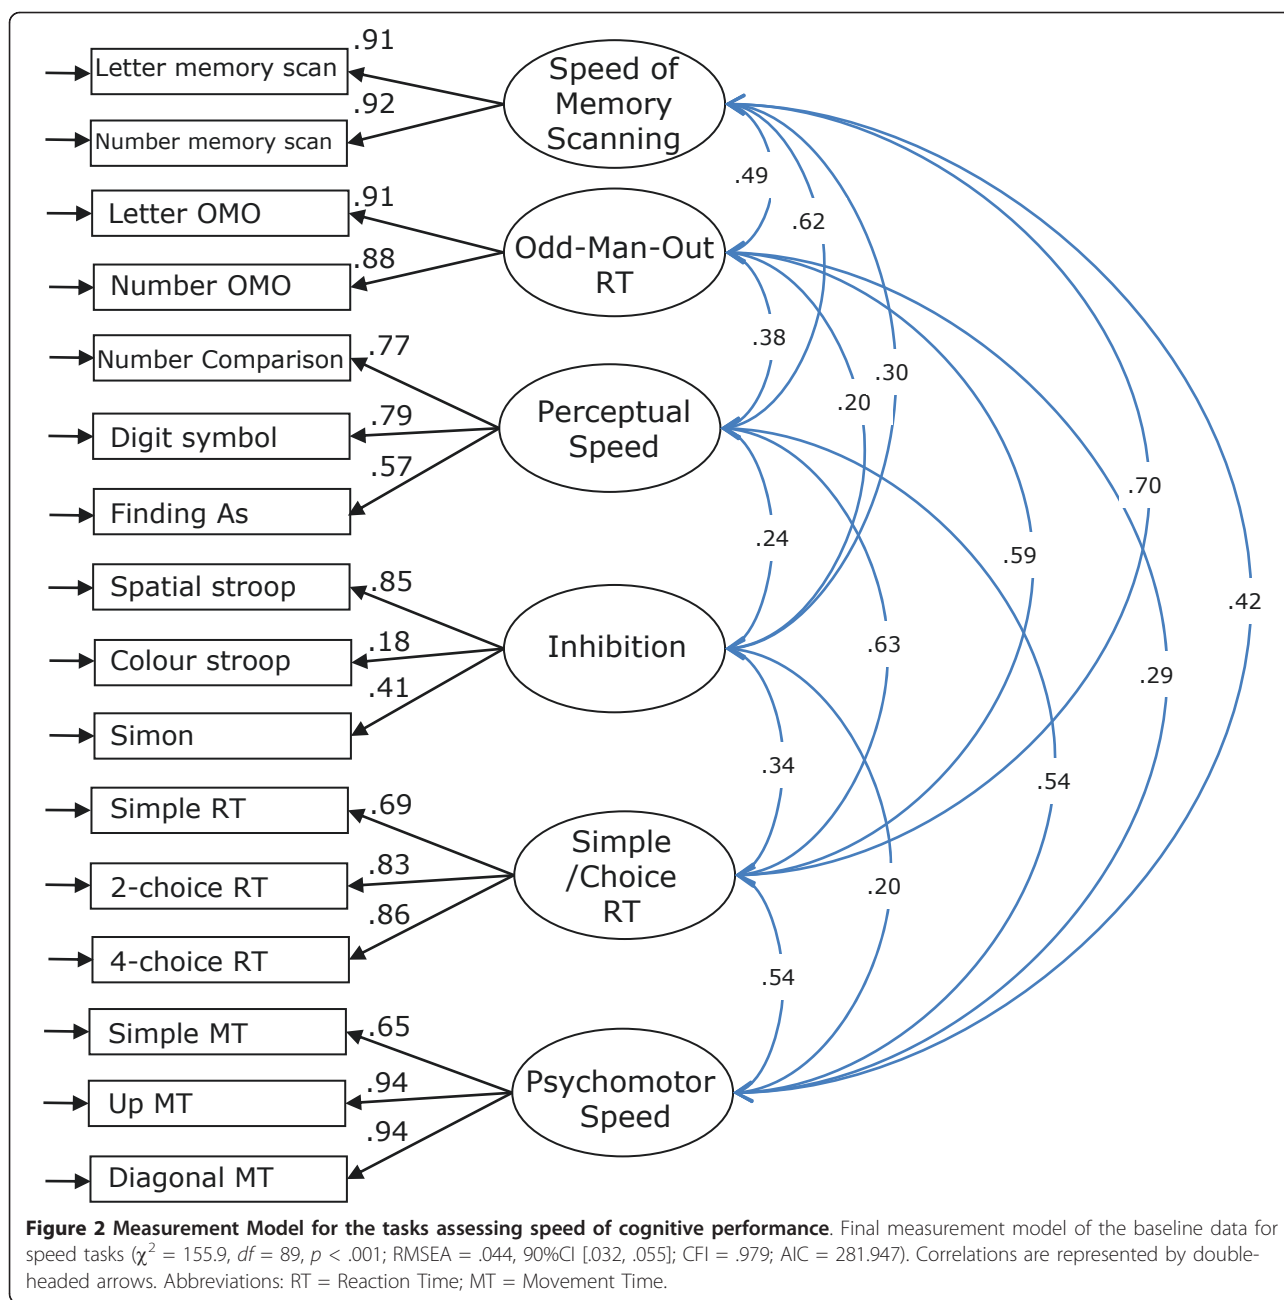 .91
Letter memory scan
.92
Number memory scan
Speed of
Memory
Scanning
.91
Letter OMO
.88
Number OMO
Odd-Man-Out
RT
.77
Number Comparison
.79
Digit symbol
.57
Finding As
Perceptual
Speed
.85
Spatial stroop
.18
Colour stroop
.41
Simon
Inhibition
.69
Simple RT
.83
2-choice RT
.86
4-choice RT
Simple
/Choice
RT
.65
Simple MT
.94
Up MT
.94
Diagonal MT
Psychomotor
Speed
.49
.62
.38
.30
.20
.70
.24
.59
.42
.63
.29
.34
.54
.20
.54
Figure 2 Measurement Model for the tasks assessing speed of cognitive performance. Final measurement model of the baseline data for
speed tasks (χ² = 155.9, df = 89, p < .001; RMSEA = .044, 90%CI [.032, .055]; CFI = .979; AIC = 281.947). Correlations are represented by double-
headed arrows. Abbreviations: RT = Reaction Time; MT = Movement Time.